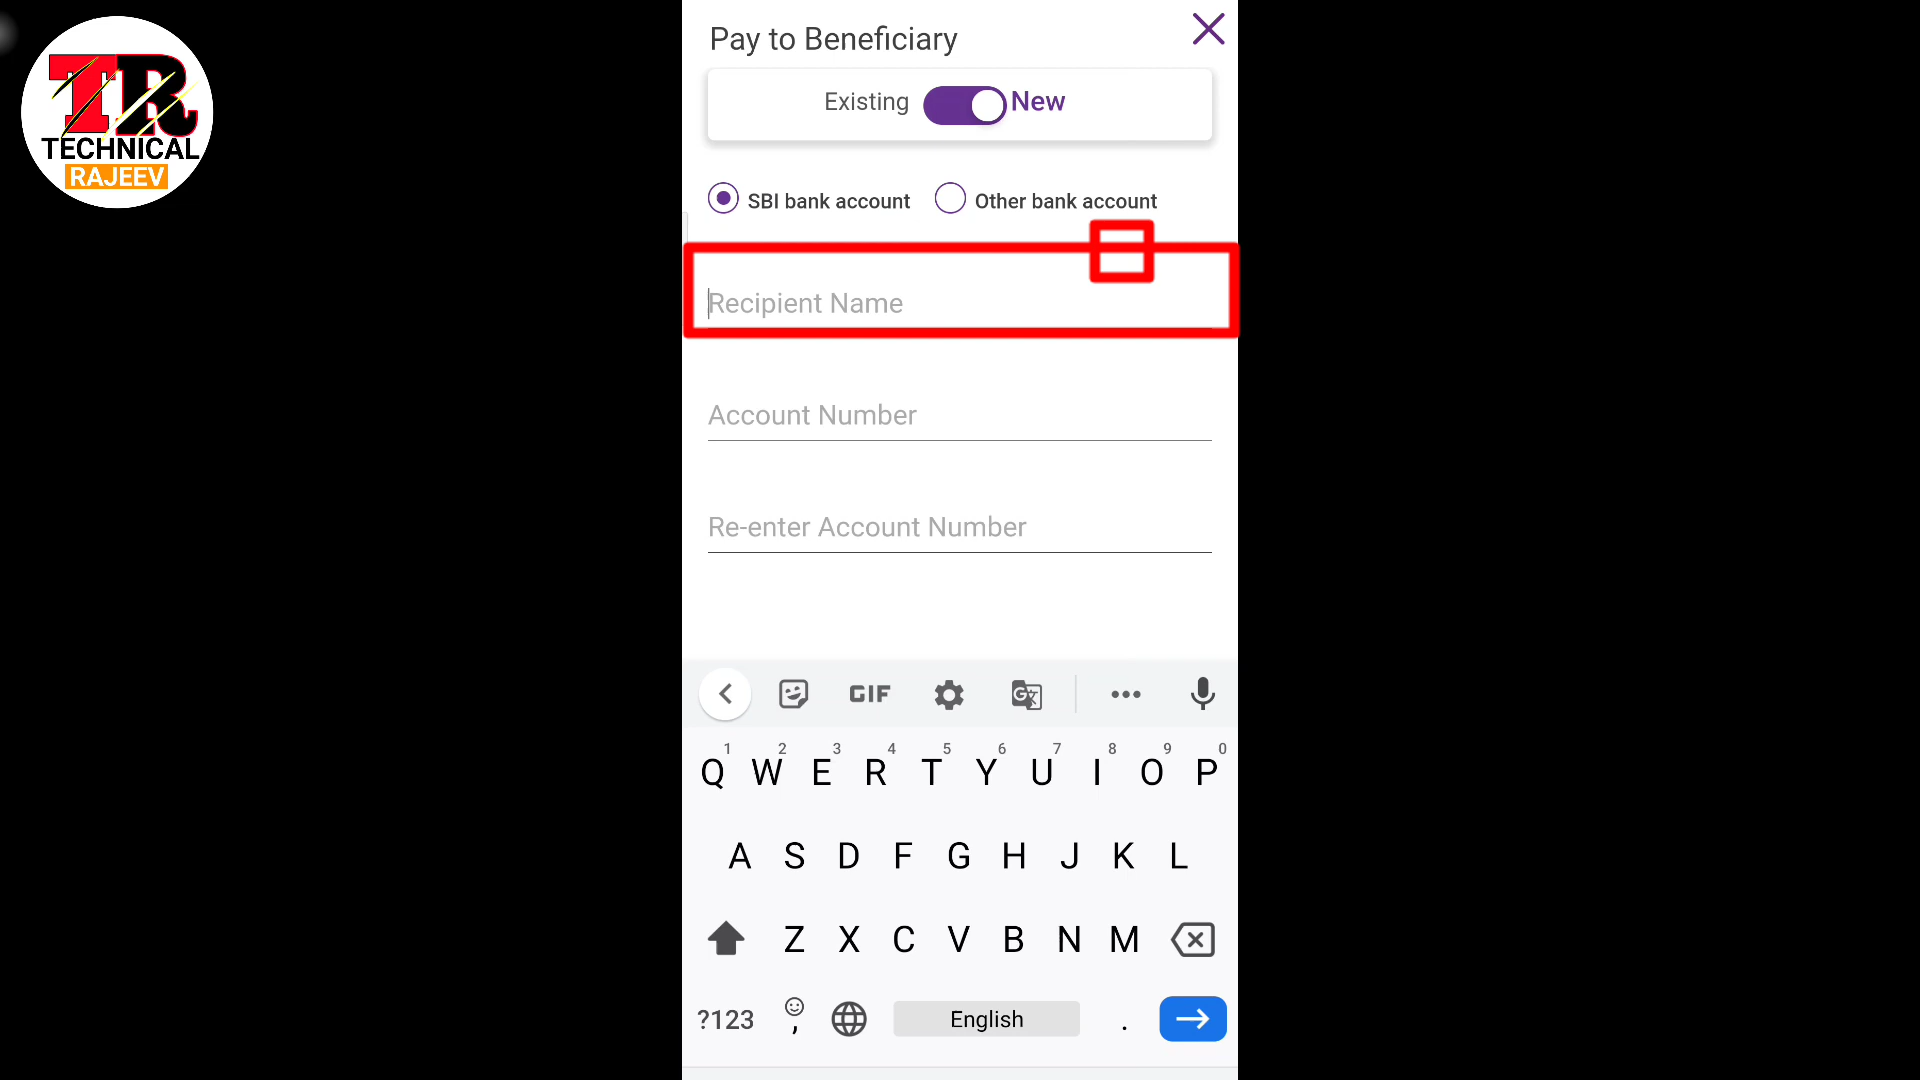 TR
TECHNICAL
RAJEEV
Pay to Beneficiary
Existing New
SBI bank account Other bank account
Recipient Name
Account Number
Re-enter Account Number
GIF
1 2 3 4 5 6 7 8 9 0
Q W E R T Y U I O P
A S D F G H J K L
Z X C V B N M
?123 , English .